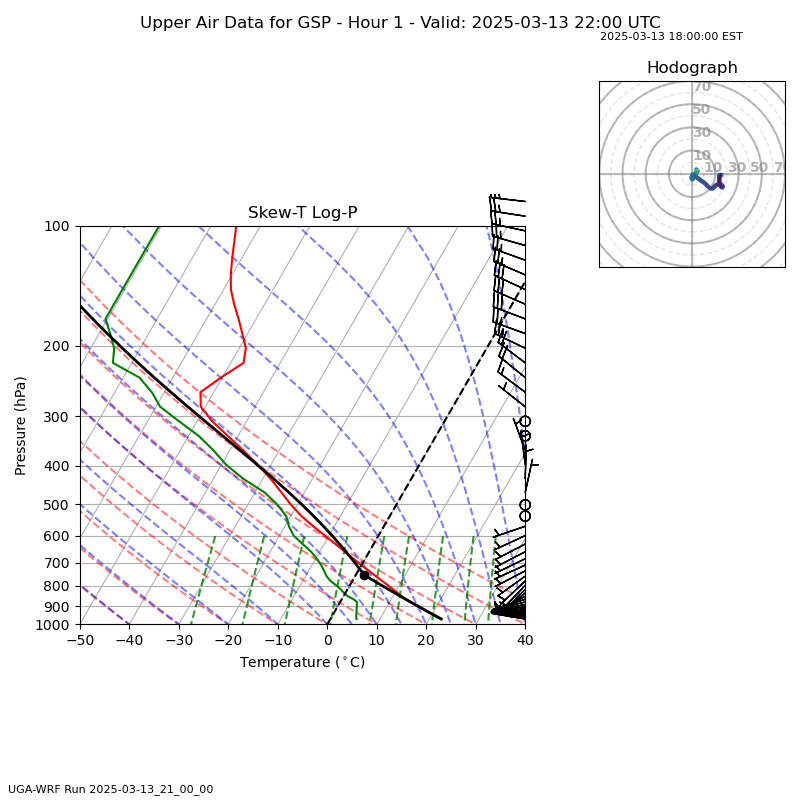 Upper Air Data for GSP - Hour 1 - Valid: 2025-03-13 22:00 UTC
2025-03-13 18:00:00 EST
Hodograph
70
50
30
10
10 30 50 7
Skew-T Log-P
100
200
300
400
500
600
700
800
900
1000
Pressure (hPa)
−50 −40 −30 −20 −10 0 10 20 30 40
Temperature (°C)
UGA-WRF Run 2025-03-13_21_00_00